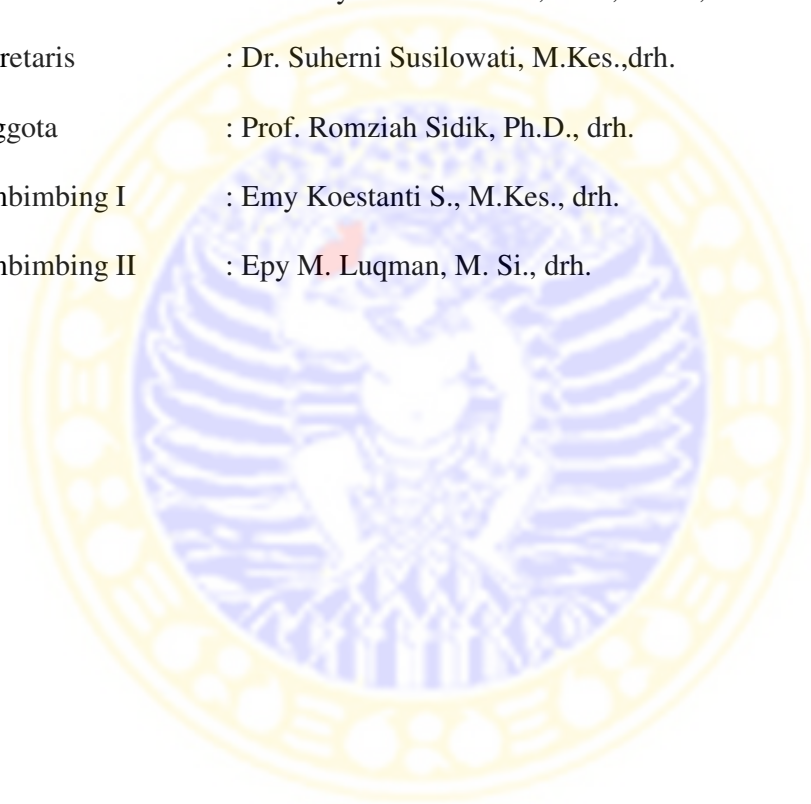 retaris : Dr. Suherni Susilowati, M.Kes.,drh.
ggota : Prof. Romziah Sidik, Ph.D., drh.
nbimbing I : Emy Koestanti S., M.Kes., drh.
nbimbing II : Epy M. Luqman, M. Si., drh.